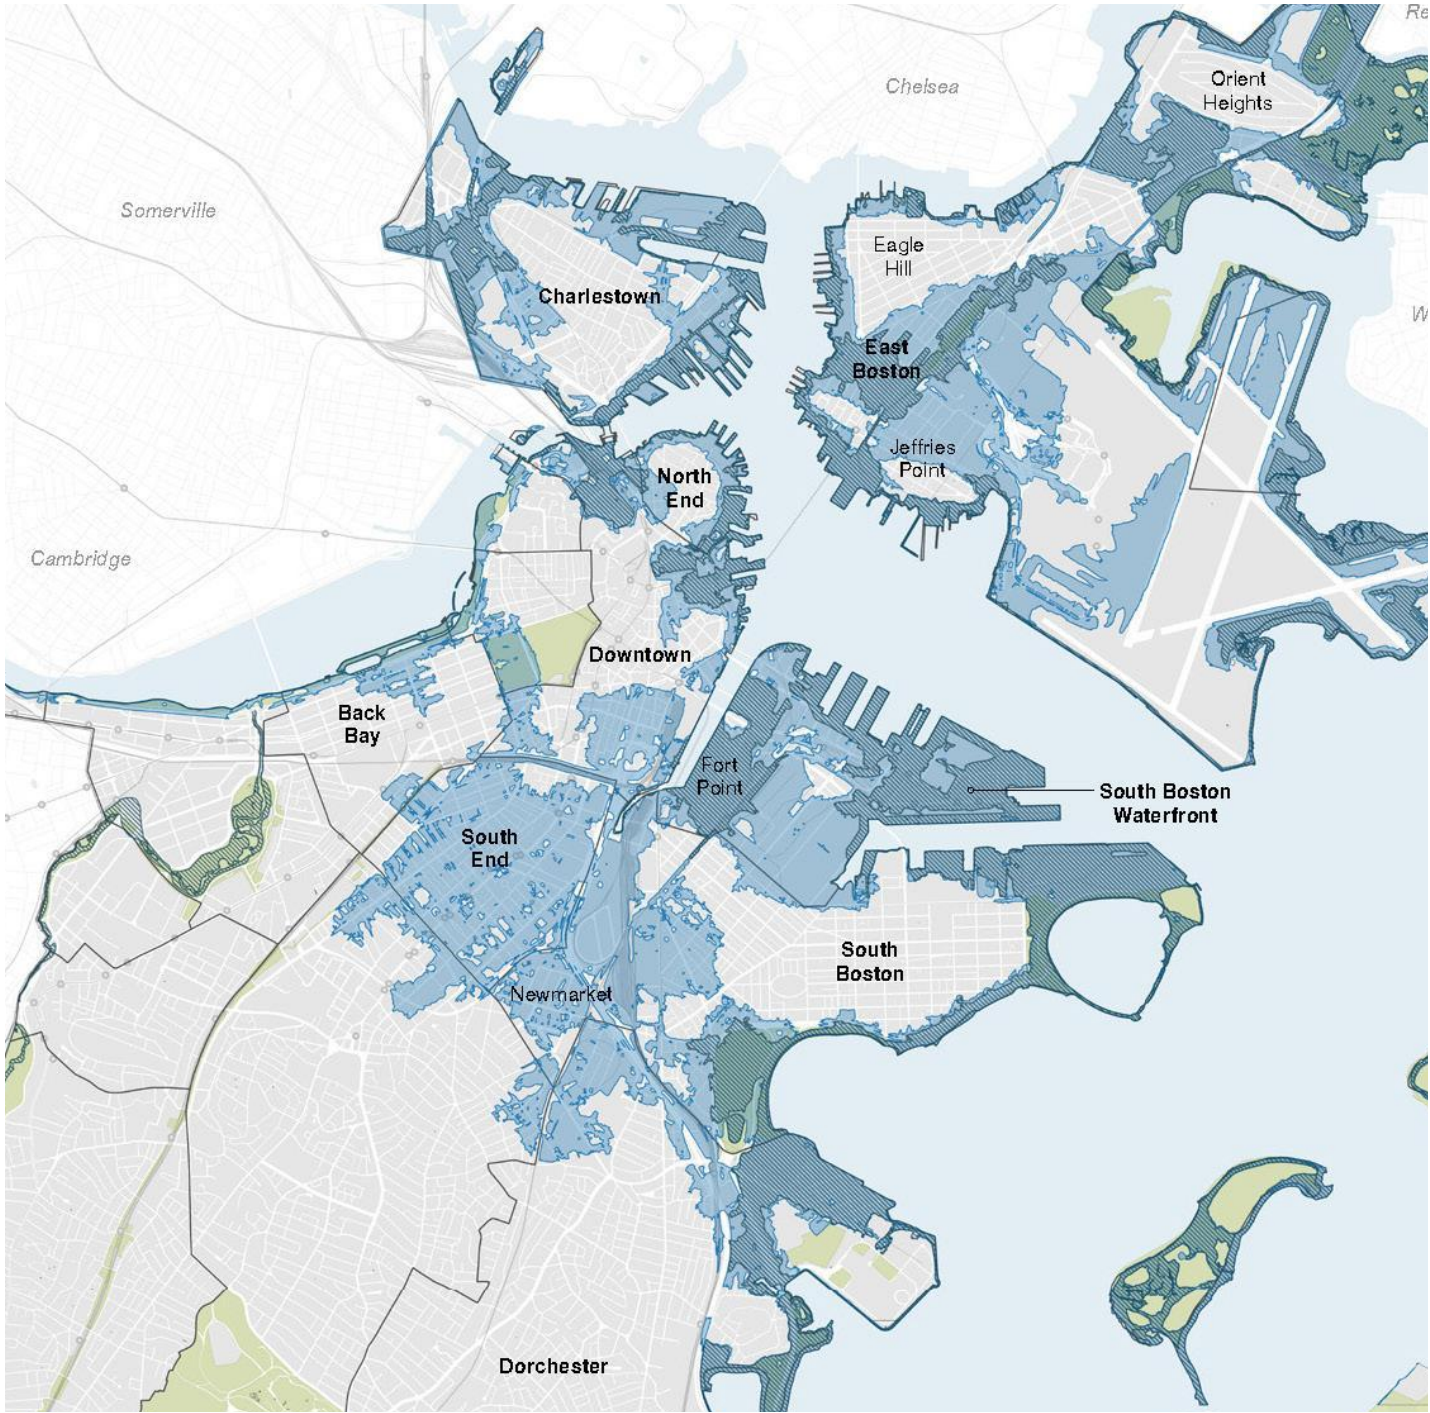 Re
Chelsea
Orient
Heights
Somerville
Eagle
Hill
Charlestown
W
East
Boston
Jeffries
Point
North
End
Cambridge
Downtown
Back
Bay
Fort
Point
South Boston
Waterfront
South
End
South
Boston
Newmarket
Dorchester